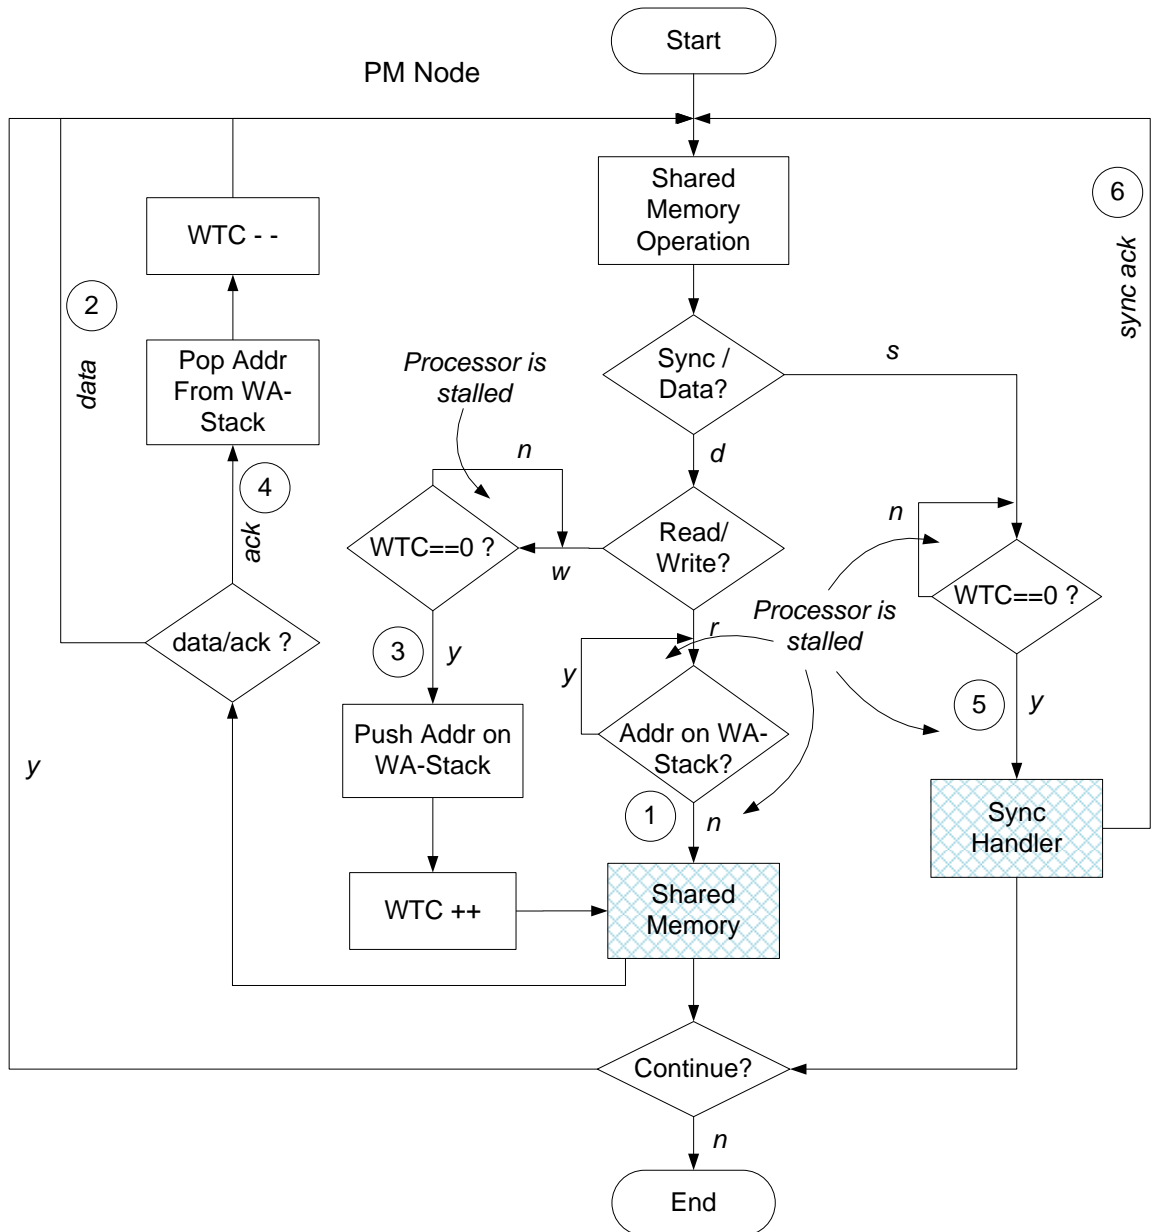 Start
PM Node
Shared
Memory
Operation
6
sync ack
WTC - -
2
data
Pop Addr
From WA-
Stack
Processor is
stalled
Sync /
Data?
s
d
n
4
ack
WTC==0 ?
w
Read/
Write?
n
WTC==0 ?
Processor is
stalled
data/ack ?
3
y
r
y
5
y
Push Addr on
WA-Stack
Addr on WA-
Stack?
y
1
n
Sync
Handler
WTC ++
Shared
Memory
Continue?
n
End